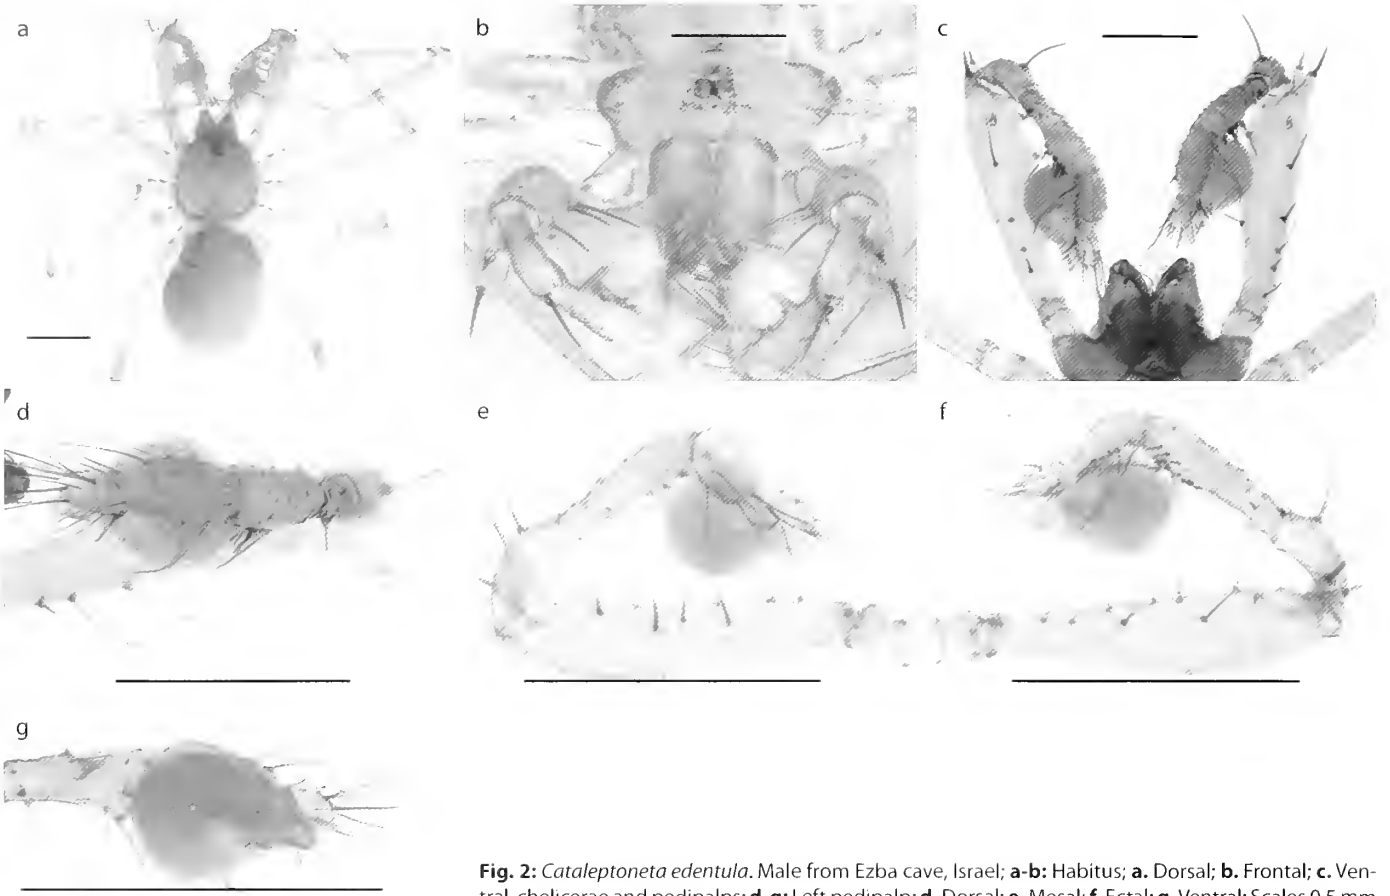 a
b
c
d
e
f
g
Fig. 2: Cataleptoneta edentula. Male from Ezba cave, Israel; a-b: Habitus; a. Dorsal; b. Frontal; c. Ven-
tral, chelicerae and pedipalps; d-g: Left pedipalp; d. Dorsal; e. Mesal; f. Ectal; g. Ventral; Scales 0.5 mm